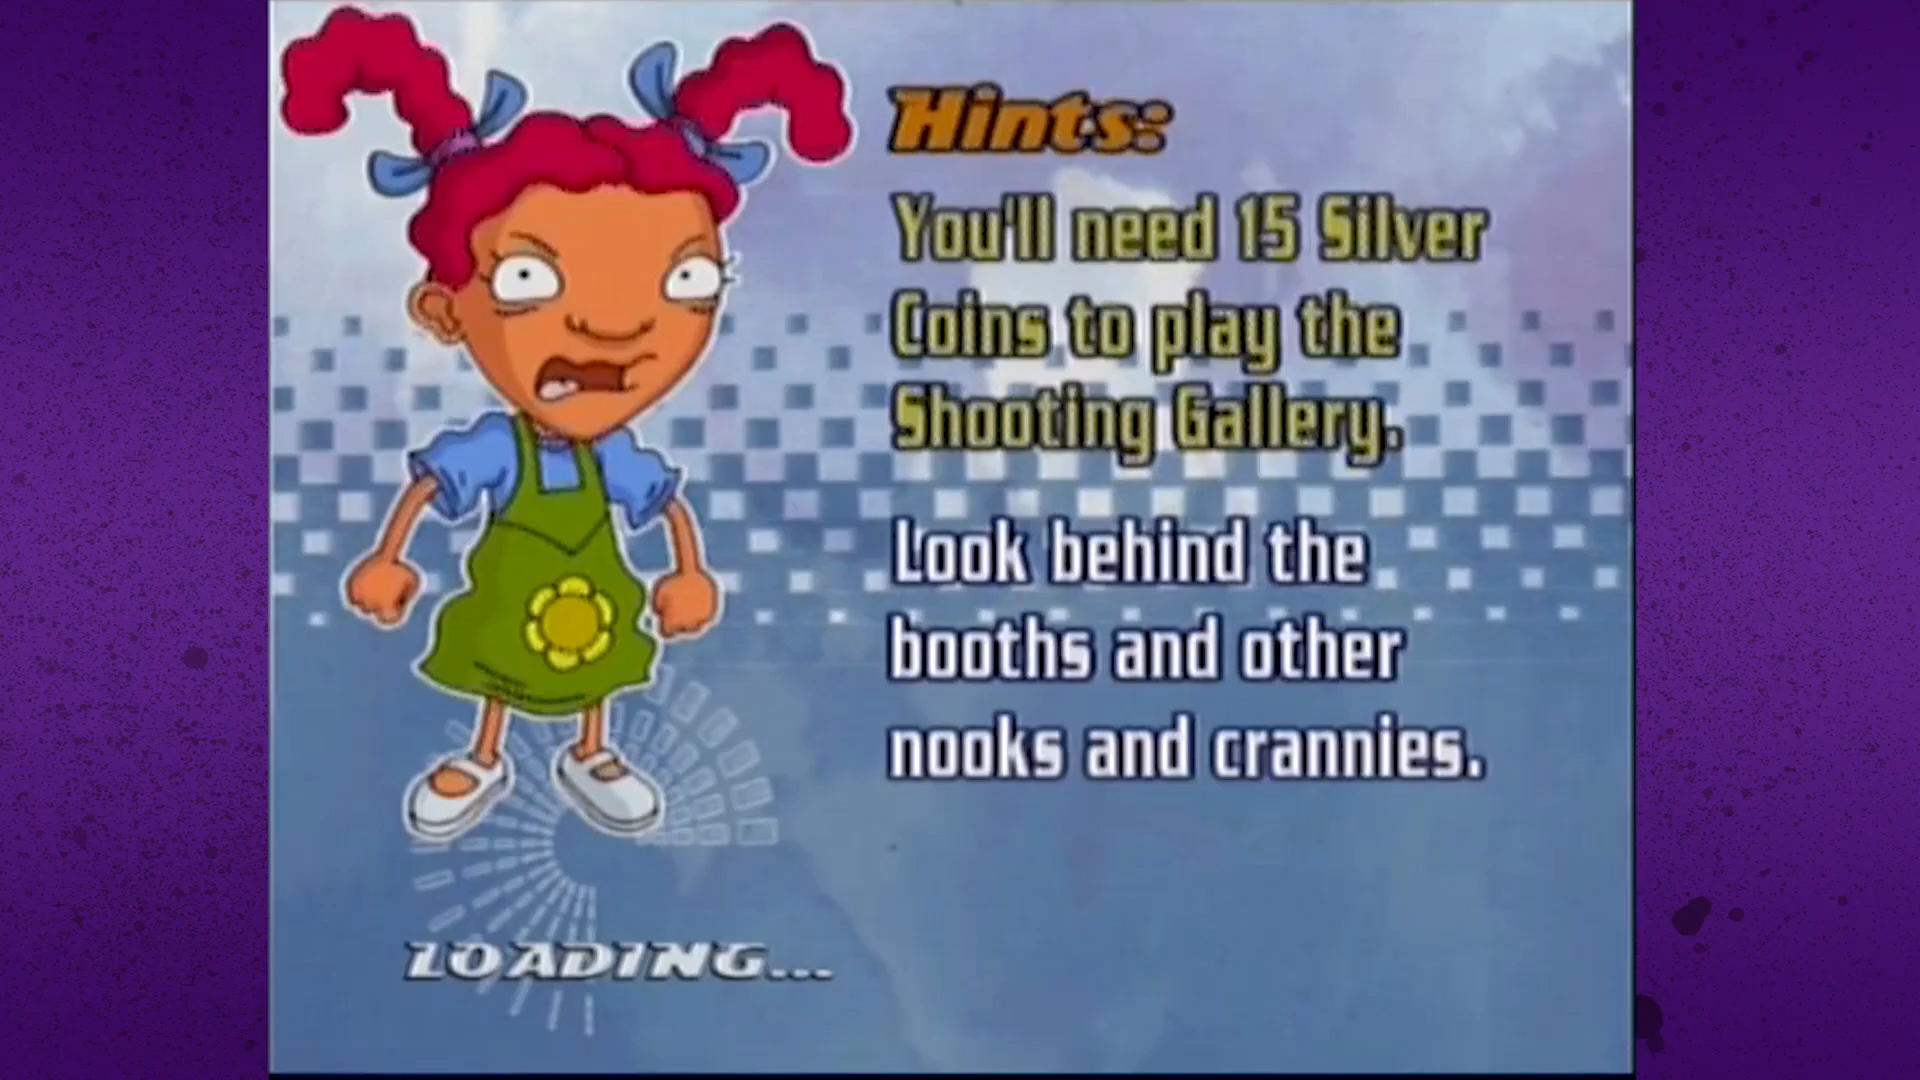 Hints:
You'll need 15 Silver
Coins to play the
Shooting Gallery.
Look behind the
booths and other
nooks and crannies.
LOADING...